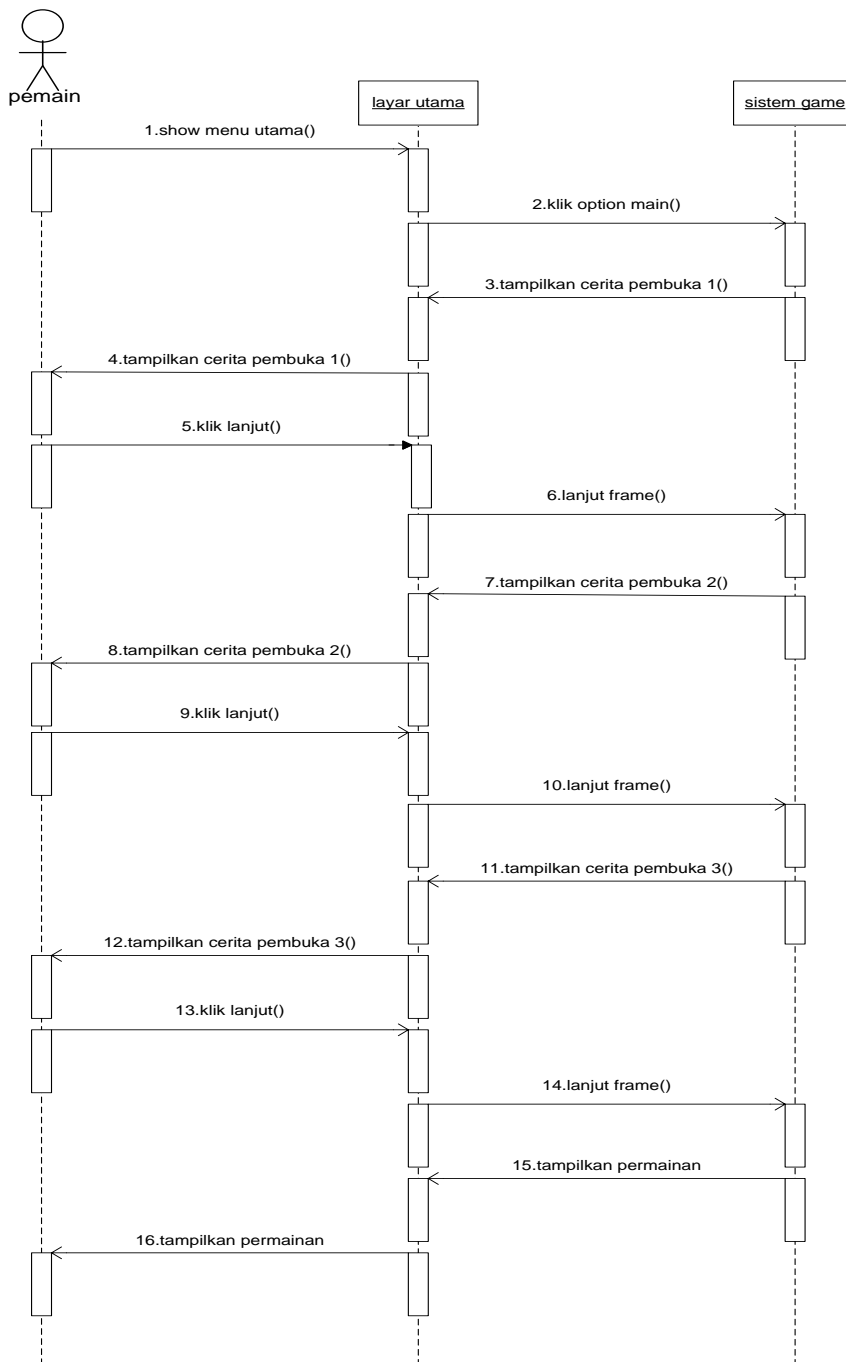 pemain
layar utama
sistem game
1.show menu utama()
2.klik option main()
3.tampilkan cerita pembuka 1()
4.tampilkan cerita pembuka 1()
5.klik lanjut()
6.lanjut frame()
7.tampilkan cerita pembuka 2()
8.tampilkan cerita pembuka 2()
9.klik lanjut()
10.lanjut frame()
11.tampilkan cerita pembuka 3()
12.tampilkan cerita pembuka 3()
13.klik lanjut()
14.lanjut frame()
15.tampilkan permainan
16.tampilkan permainan